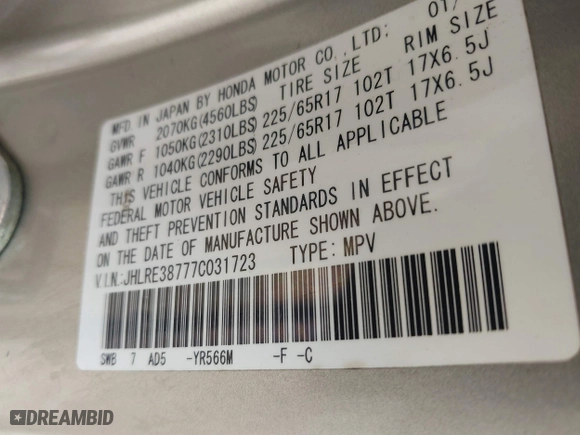 MFD. IN JAPAN BY HONDA MOTOR CO.,LTD: 01/
GVWR 2070KG(4560LBS) TIRE SIZE RIM SIZE
GAWR F 1050KG(2310LBS) 225/65R17 102T 17X6.5J
GAWR R 1040KG(2290LBS) 225/65R17 102T 17X6.5J
THIS VEHICLE CONFORMS TO ALL APPLICABLE
FEDERAL MOTOR VEHICLE SAFETY
AND THEFT PREVENTION STANDARDS IN EFFECT
ON THE DATE OF MANUFACTURE SHOWN ABOVE.
V.I.N:JHLRE38777C031723 TYPE: MPV
SWB 7 AD5 -YR566M -F -C
DREAMBID